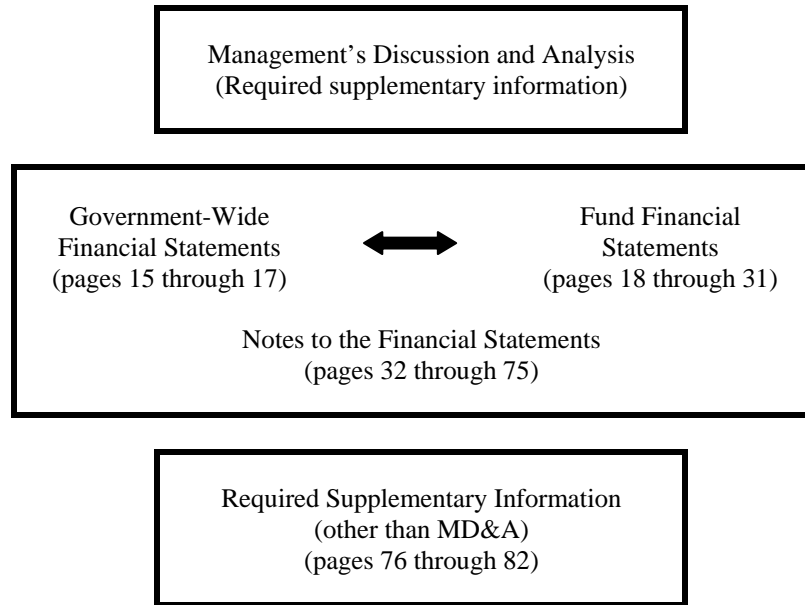 Management’s Discussion and Analysis
(Required supplementary information)
Government-Wide
Financial Statements
(pages 15 through 17)
Fund Financial
Statements
(pages 18 through 31)
Notes to the Financial Statements
(pages 32 through 75)
Required Supplementary Information
(other than MD&A)
(pages 76 through 82)